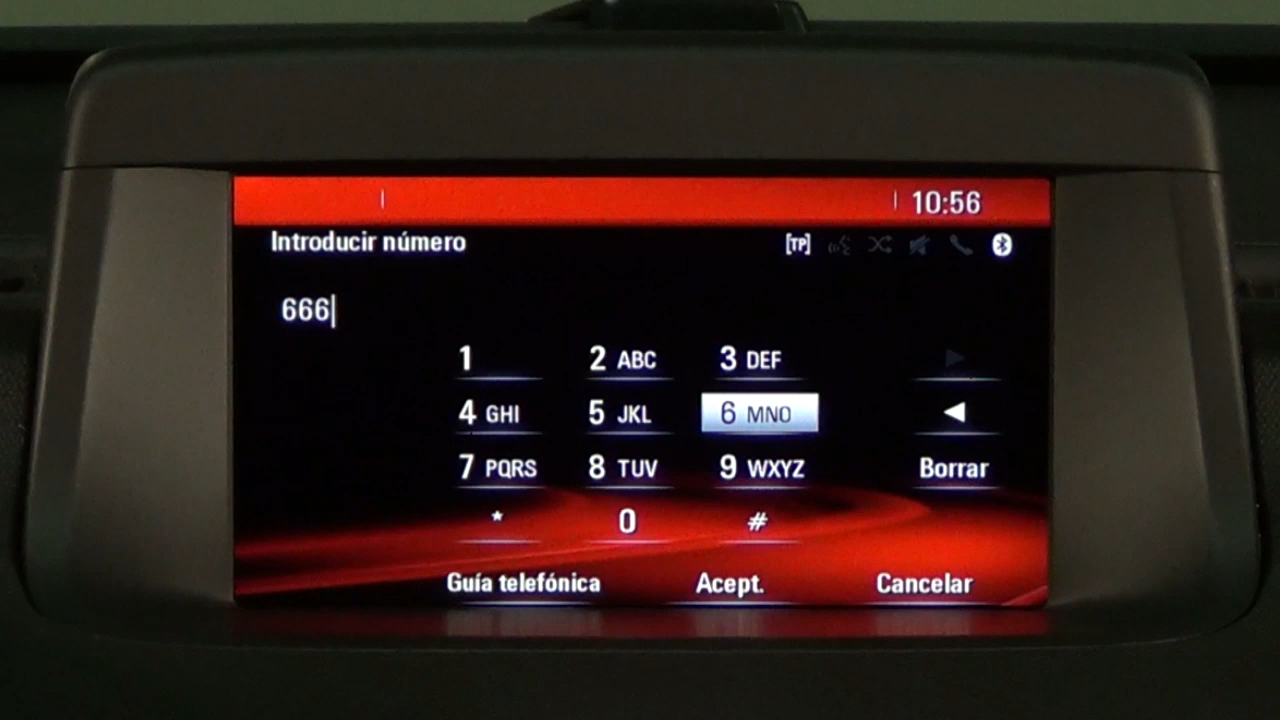 10:56
Introducir número [TP]
666
1 2 ABC 3 DEF
4 GHI 5 JKL 6 MNO
7 PQRS 8 TUV 9 WXYZ Borrar
* 0 #
Guía telefónica Acept. Cancelar